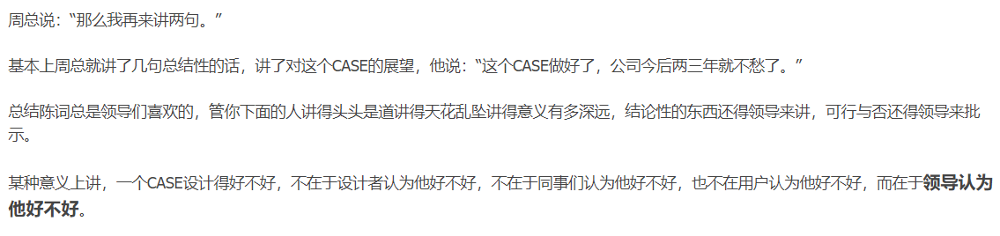 周总说：“那么我再来讲两句。”
基本上周总就讲了几句总结性的话，讲了对这个CASE的展望，他说：“这个CASE做好了，公司今后两三年就不愁了。”
总结陈词总是领导们喜欢的，管你下面的人讲得头头是道讲得天花乱坠讲得意义有多深远，结论性的东西还得领导来讲，可行与否还得领导来批
示。
某种意义上讲，一个CASE设计得好不好，不在于设计者认为他好不好，不在于同事们认为他好不好，也不在用户认为他好不好，而在于领导认为
他好不好。